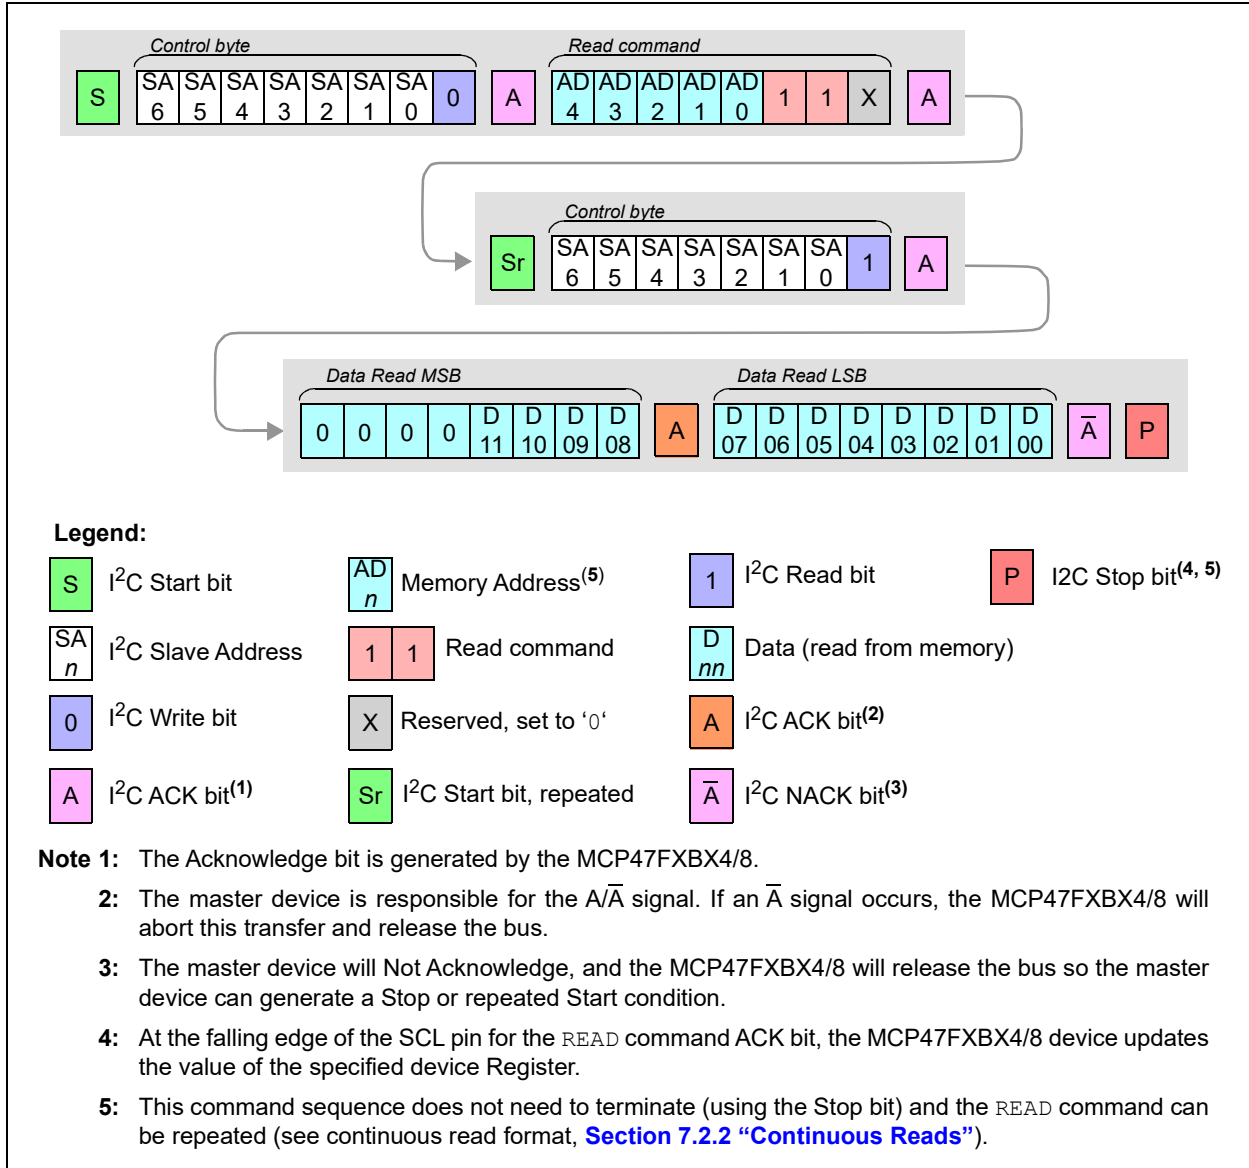 Control byte Read command
S SA 6 SA 5 SA 4 SA 3 SA 2 SA 1 SA 0 0 A AD 4 AD 3 AD 2 AD 1 AD 0 1 1 X A
Control byte
Sr SA 6 SA 5 SA 4 SA 3 SA 2 SA 1 SA 0 1 A
Data Read MSB Data Read LSB
0 0 0 0 D 11 D 10 D 09 D 08 A D 07 D 06 D 05 D 04 D 03 D 02 D 01 D 00 A̅ P
Legend:
S I²C Start bit AD n Memory Address(5) 1 I²C Read bit P I2C Stop bit(4, 5)
SA n I²C Slave Address 1 1 Read command D nn Data (read from memory)
0 I²C Write bit X Reserved, set to ‘0‘ A I²C ACK bit(2)
A I²C ACK bit(1) Sr I²C Start bit, repeated A̅ I²C NACK bit(3)
Note 1: The Acknowledge bit is generated by the MCP47FXBX4/8.
2: The master device is responsible for the A/A̅ signal. If an A̅ signal occurs, the MCP47FXBX4/8 will
abort this transfer and release the bus.
3: The master device will Not Acknowledge, and the MCP47FXBX4/8 will release the bus so the master
device can generate a Stop or repeated Start condition.
4: At the falling edge of the SCL pin for the READ command ACK bit, the MCP47FXBX4/8 device updates
the value of the specified device Register.
5: This command sequence does not need to terminate (using the Stop bit) and the READ command can
be repeated (see continuous read format, Section 7.2.2 “Continuous Reads”).